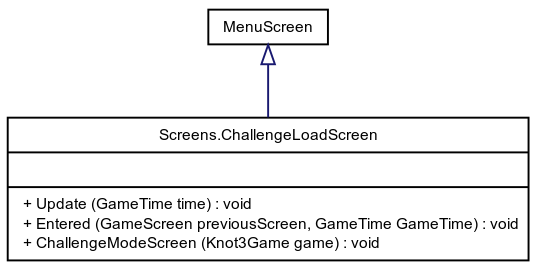 MenuScreen
Screens.ChallengeLoadScreen
+ Update (GameTime time) : void
+ Entered (GameScreen previousScreen, GameTime GameTime) : void
+ ChallengeModeScreen (Knot3Game game) : void